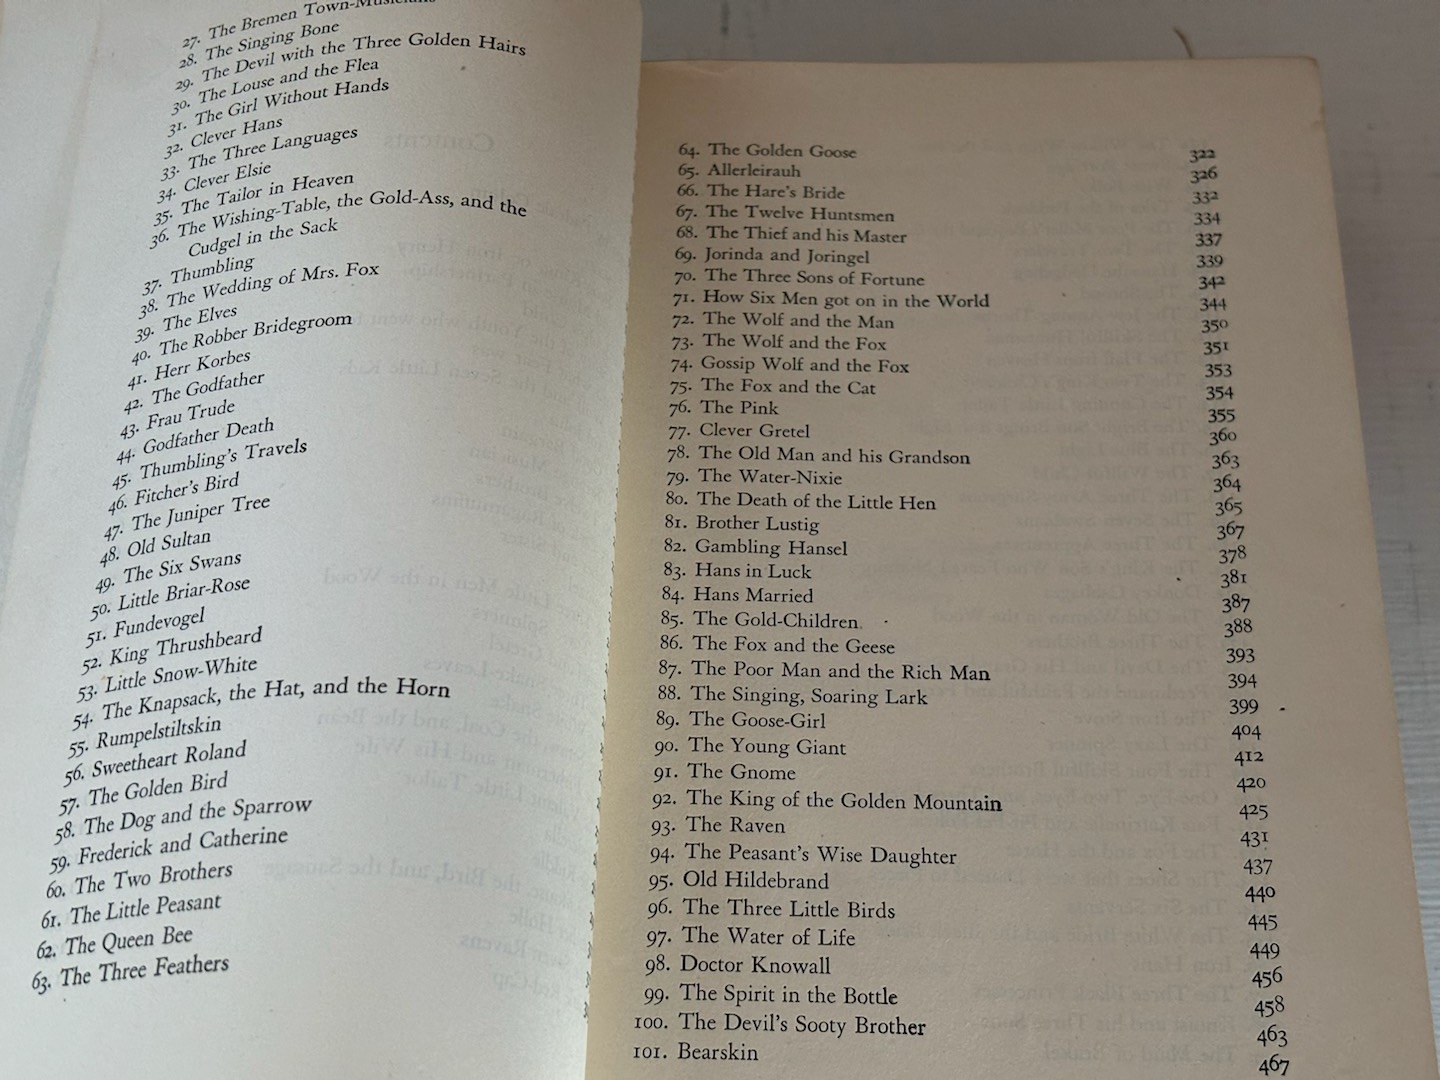 27. The Bremen Town-Musicians
28. The Singing Bone
29. The Devil with the Three Golden Hairs
30. The Louse and the Flea
31. The Girl Without Hands
32. Clever Hans
33. The Three Languages
34. Clever Elsie
35. The Tailor in Heaven
36. The Wishing-Table, the Gold-Ass, and the
Cudgel in the Sack
37. Thumbling
38. The Wedding of Mrs. Fox
39. The Elves
40. The Robber Bridegroom
41. Herr Korbes
42. The Godfather
43. Frau Trude
44. Godfather Death
45. Thumbling's Travels
46. Fitcher's Bird
47. The Juniper Tree
48. Old Sultan
49. The Six Swans
50. Little Briar-Rose
51. Fundevogel
52. King Thrushbeard
53. Little Snow-White
54. The Knapsack, the Hat, and the Horn
55. Rumpelstiltskin
56. Sweetheart Roland
57. The Golden Bird
58. The Dog and the Sparrow
59. Frederick and Catherine
60. The Two Brothers
61. The Little Peasant
62. The Queen Bee
63. The Three Feathers
64. The Golden Goose 322
65. Allerleirauh 326
66. The Hare's Bride 332
67. The Twelve Huntsmen 334
68. The Thief and his Master 337
69. Jorinda and Joringel 339
70. The Three Sons of Fortune 342
71. How Six Men got on in the World 344
72. The Wolf and the Man 350
73. The Wolf and the Fox 351
74. Gossip Wolf and the Fox 353
75. The Fox and the Cat 354
76. The Pink 355
77. Clever Gretel 360
78. The Old Man and his Grandson 363
79. The Water-Nixie 364
80. The Death of the Little Hen 365
81. Brother Lustig 367
82. Gambling Hansel 378
83. Hans in Luck 381
84. Hans Married 387
85. The Gold-Children 388
86. The Fox and the Geese 393
87. The Poor Man and the Rich Man 394
88. The Singing, Soaring Lark 399
89. The Goose-Girl 404
90. The Young Giant 412
91. The Gnome 420
92. The King of the Golden Mountain 425
93. The Raven 431
94. The Peasant's Wise Daughter 437
95. Old Hildebrand 440
96. The Three Little Birds 445
97. The Water of Life 449
98. Doctor Knowall 456
99. The Spirit in the Bottle 458
100. The Devil's Sooty Brother 463
101. Bearskin 467